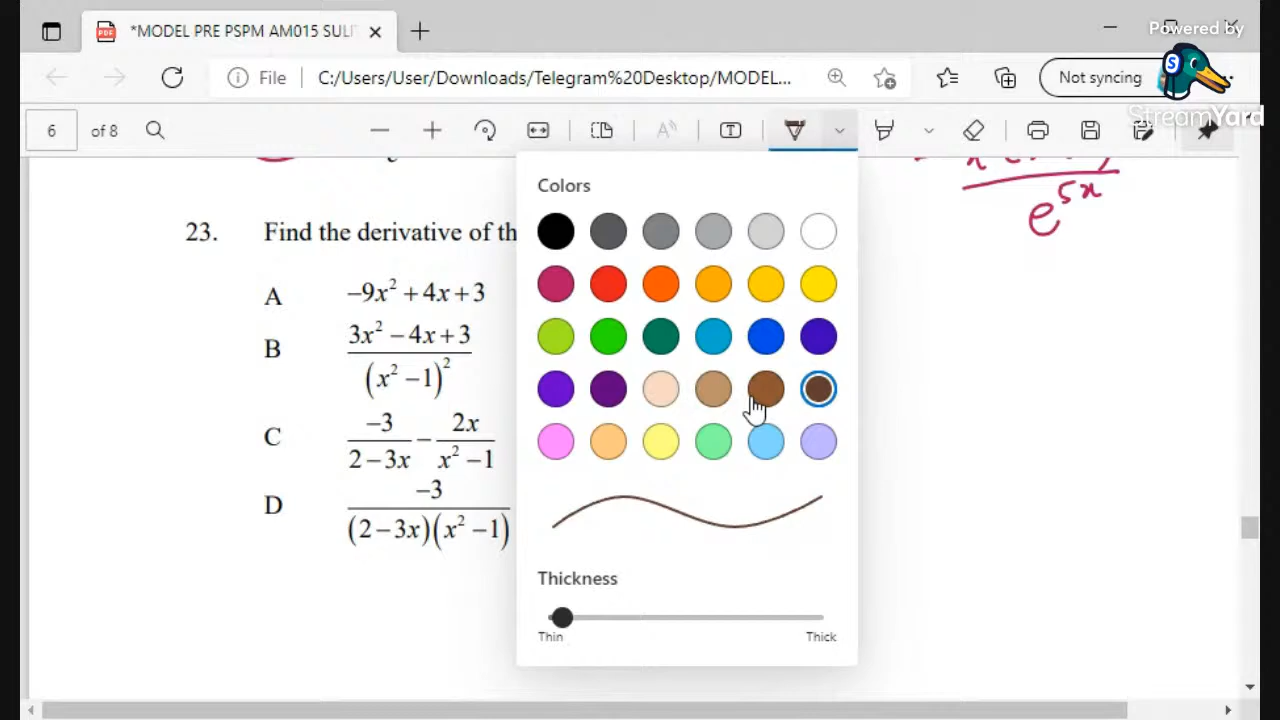 *MODEL PRE PSPM AM015 SULI
Powered by
File C:/Users/User/Downloads/Telegram%20Desktop/MODEL... Not syncing
S
StreamYard
6 of 8
e^{5x}
Colors
23. Find the derivative of th
A −9x² + 4x + 3
B (3x² − 4x + 3)/(x² − 1)²
C −3/(2 − 3x) − 2x/(x² − 1)
D −3/((2 − 3x)(x² − 1))
Thickness
Thin Thick